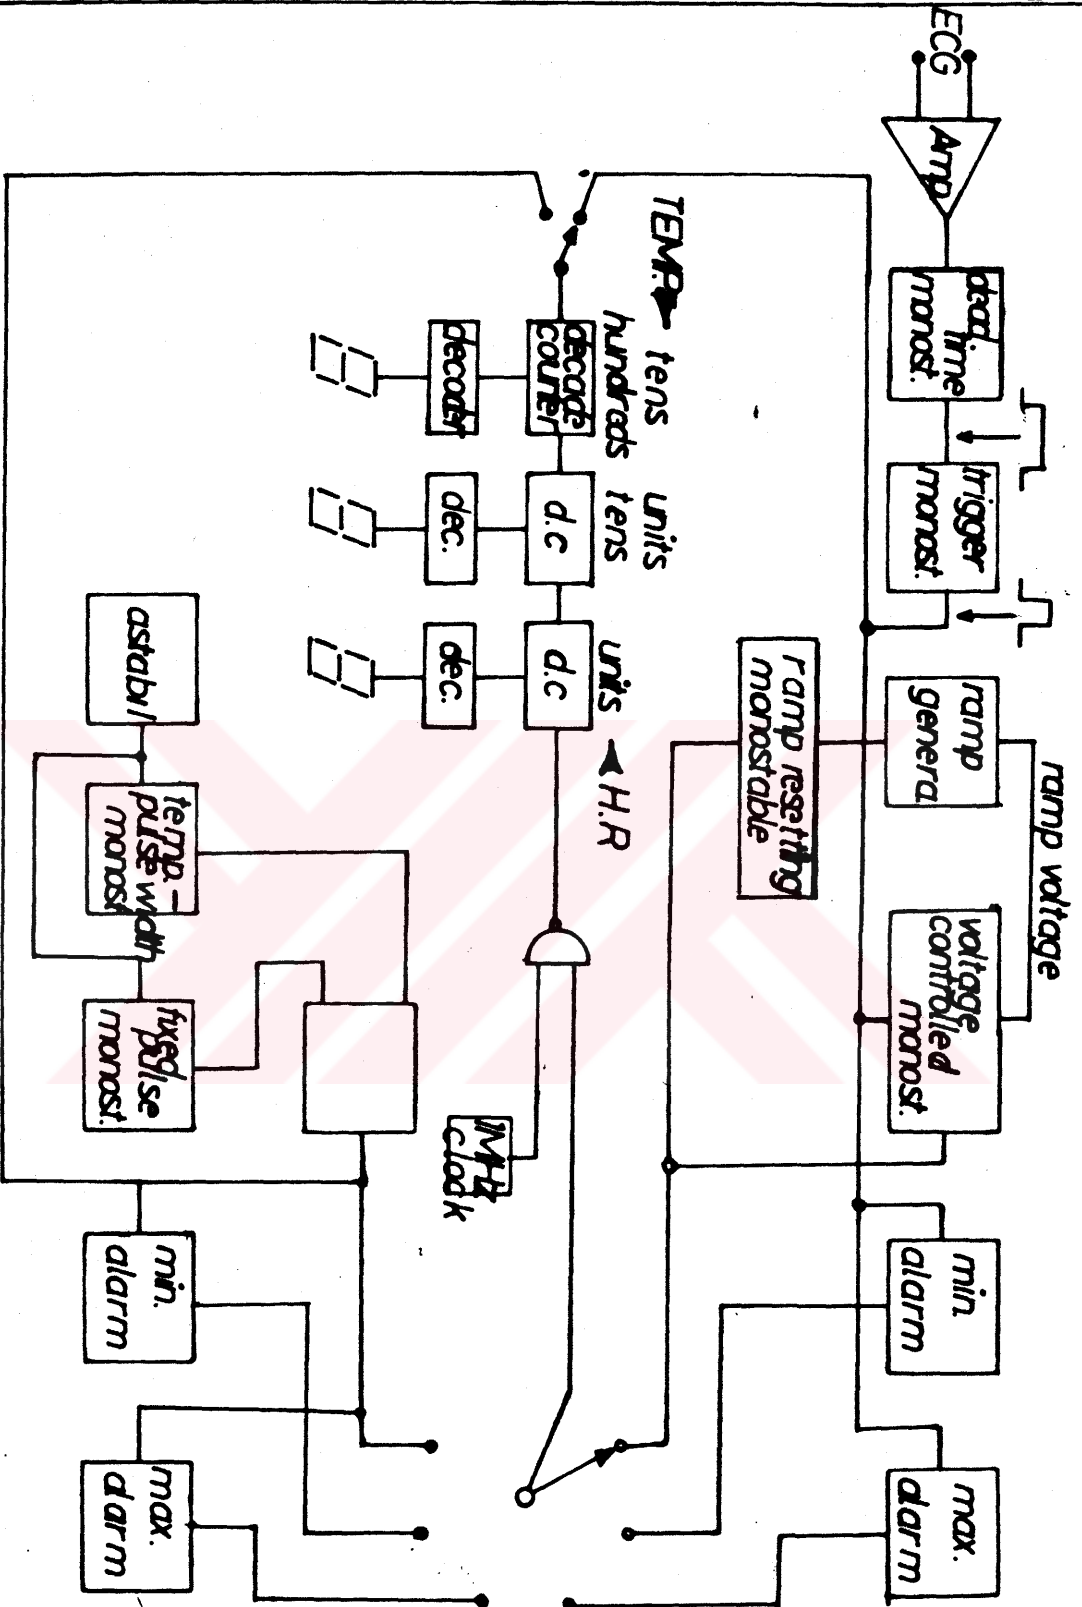 ECG
Amp
dead.
time
monost.
trigger
monost.
ramp
genera
ramp voltage
voltage
controlled
monost.
min.
alarm
max.
alarm
ramp resetting
monostable
TEMP.
tens
units
hundrads
tens
units
H.R
decade
counter
d.c
d.c
decoder
dec.
dec.
1MHz
clock
astabil
temp.-
pulse width
monost.
fixed
pulse
monost.
min.
alarm
max.
alarm